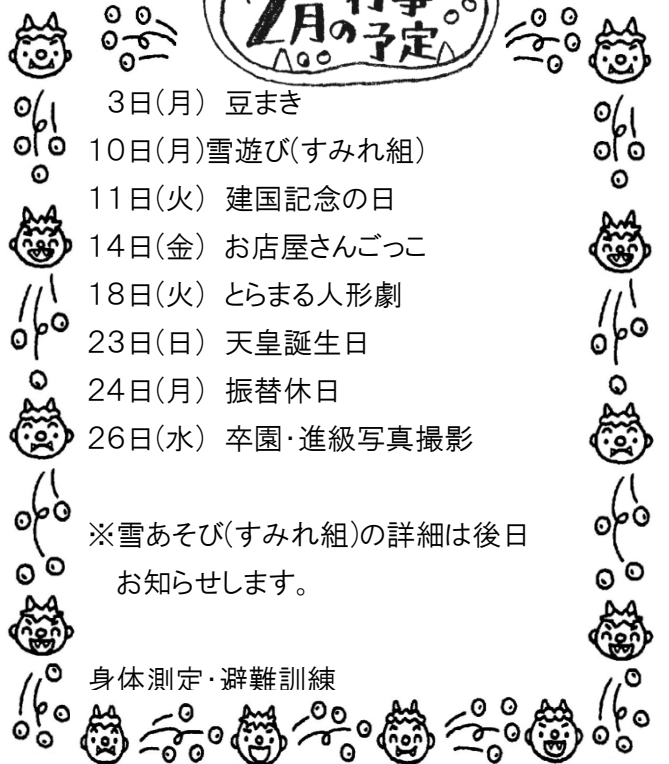 2月の行事
予定
3日(月) 豆まき
10日(月)雪遊び(すみれ組)
11日(火) 建国記念の日
14日(金) お店屋さんごっこ
18日(火) とらまる人形劇
23日(日) 天皇誕生日
24日(月) 振替休日
26日(水) 卒園・進級写真撮影
※雪あそび(すみれ組)の詳細は後日
お知らせします。
身体測定・避難訓練